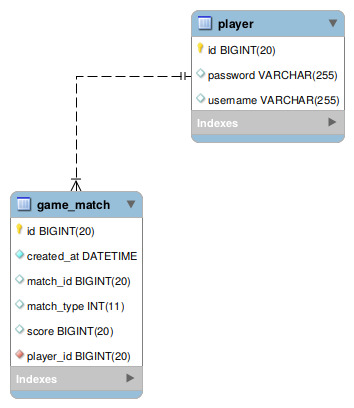 player
id BIGINT(20)
password VARCHAR(255)
username VARCHAR(255)
Indexes
game_match
id BIGINT(20)
created_at DATETIME
match_id BIGINT(20)
match_type INT(11)
score BIGINT(20)
player_id BIGINT(20)
Indexes